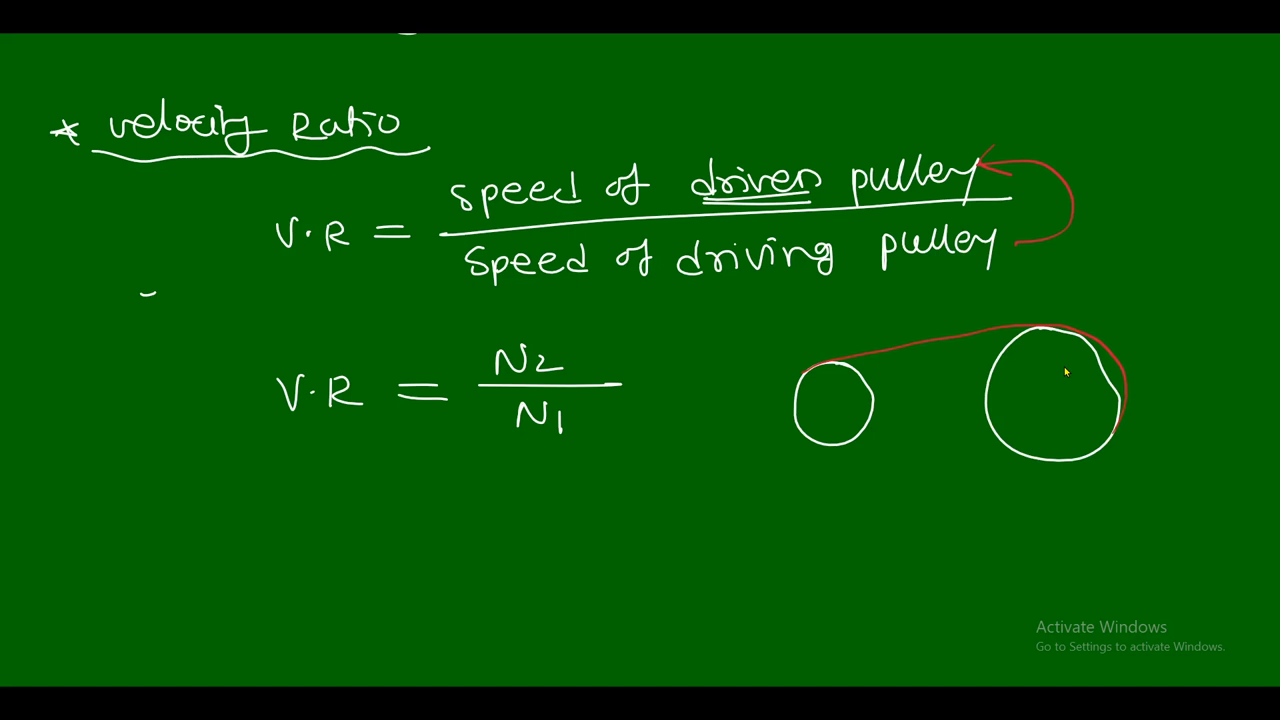 * Velocity Ratio
V.R = speed of driven pulley
speed of driving pulley
V.R = N2
N1
Activate Windows
Go to Settings to activate Windows.